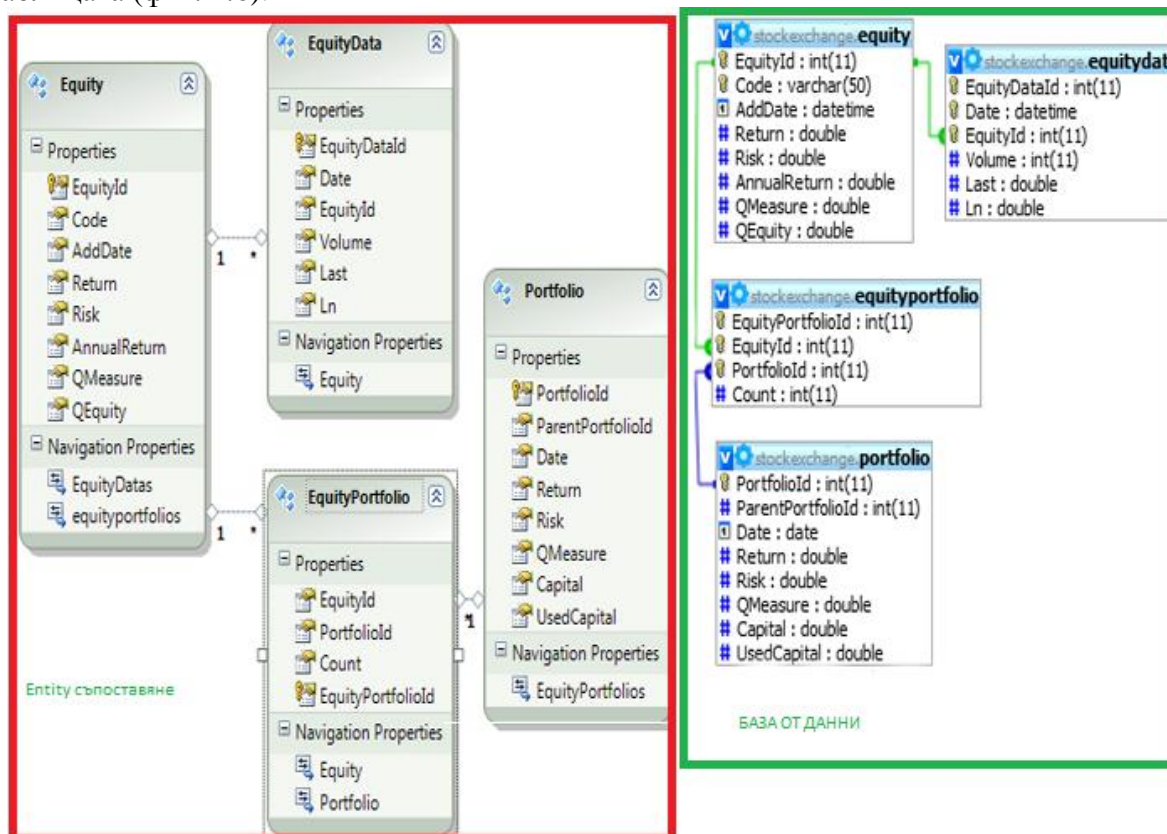 Equity
Properties
EquityId
Code
AddDate
Return
Risk
AnnualReturn
QMeasure
QEquity
Navigation Properties
EquityDatas
equityportfolios
1 *
1 *
EquityData
Properties
EquityDataId
Date
EquityId
Volume
Last
Ln
Navigation Properties
Equity
EquityPortfolio
Properties
EquityId
PortfolioId
Count
EquityPortfolioId
Navigation Properties
Equity
Portfolio
*1
Portfolio
Properties
PortfolioId
ParentPortfolioId
Date
Return
Risk
QMeasure
Capital
UsedCapital
Navigation Properties
EquityPortfolios
Entity съпоставяне
stockexchange.equity
EquityId : int(11)
Code : varchar(50)
AddDate : datetime
Return : double
Risk : double
AnnualReturn : double
QMeasure : double
QEquity : double
stockexchange.equitydat
EquityDataId : int(11)
Date : datetime
EquityId : int(11)
Volume : int(11)
Last : double
Ln : double
stockexchange.equityportfolio
EquityPortfolioId : int(11)
EquityId : int(11)
PortfolioId : int(11)
Count : int(11)
stockexchange.portfolio
PortfolioId : int(11)
ParentPortfolioId : int(11)
Date : date
Return : double
Risk : double
QMeasure : double
Capital : double
UsedCapital : double
БАЗА ОТ ДАННИ